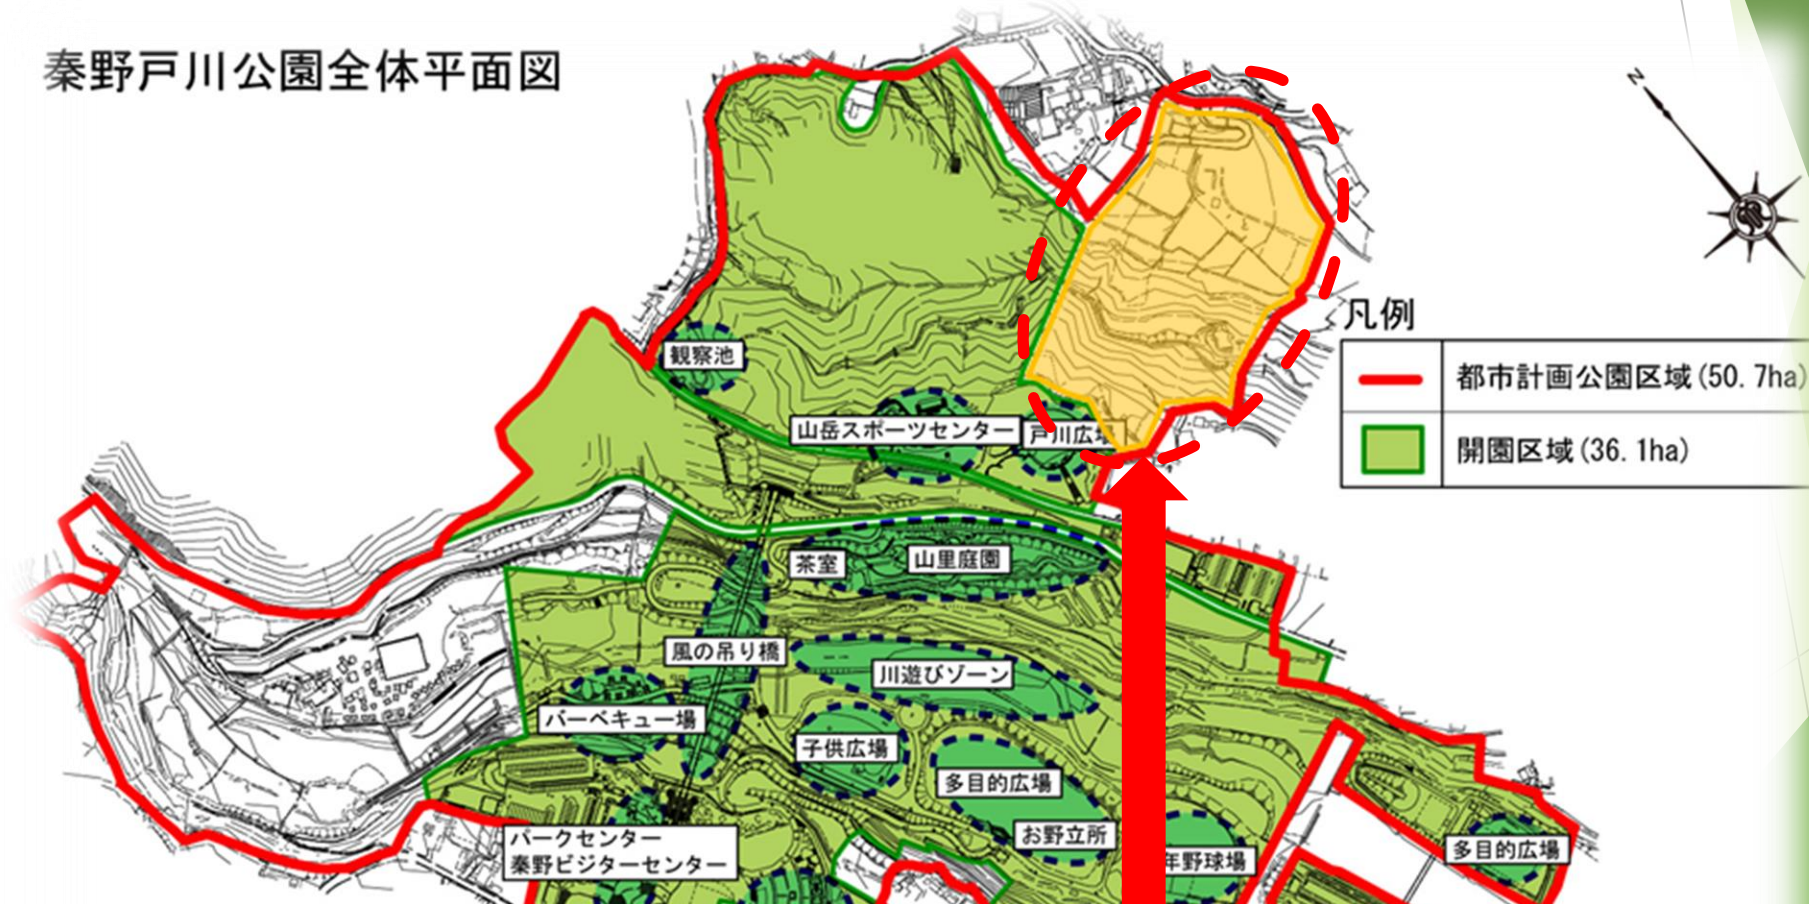 秦野戸川公園全体平面図
N
凡例
都市計画公園区域(50.7ha)
開園区域(36.1ha)
観察池
山岳スポーツセンター
戸川広場
茶室
山里庭園
風の吊り橋
川遊びゾーン
バーベキュー場
子供広場
多目的広場
お野立所
パークセンター
秦野ビジターセンター
年野球場
多目的広場